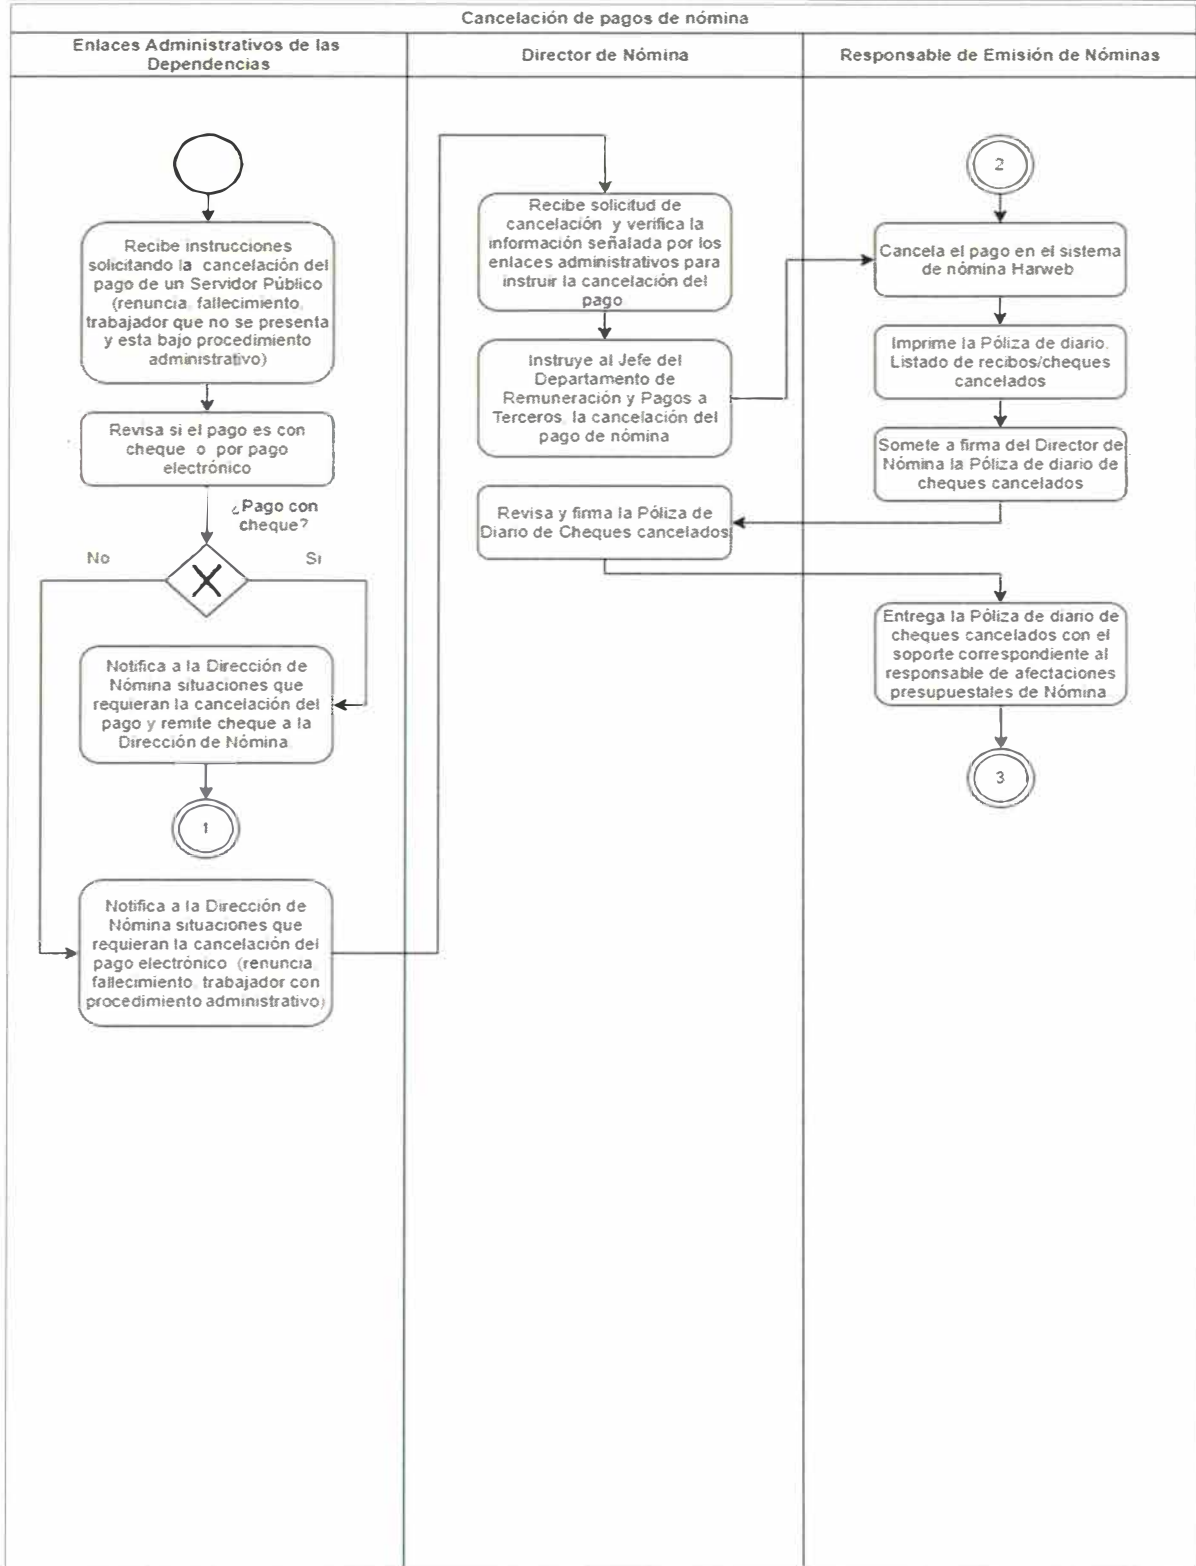 Cancelación de pagos de nómina
Enlaces Administrativos de las
Dependencias
Director de Nómina
Responsable de Emisión de Nóminas
Recibe instrucciones
solicitando la cancelación del
pago de un Servidor Público
(renuncia, fallecimiento,
trabajador que no se presenta
y esta bajo procedimiento
administrativo)
Revisa si el pago es con
cheque o por pago
electrónico
¿Pago con
cheque?
No
Si
Notifica a la Dirección de
Nómina situaciones que
requieran la cancelación del
pago y remite cheque a la
Dirección de Nómina
1
Notifica a la Dirección de
Nómina situaciones que
requieran la cancelación del
pago electrónico (renuncia,
fallecimiento, trabajador con
procedimiento administrativo)
Recibe solicitud de
cancelación y verifica la
información señalada por los
enlaces administrativos para
instruir la cancelación del
pago
Instruye al Jefe del
Departamento de
Remuneración y Pagos a
Terceros, la cancelación del
pago de nómina
Revisa y firma la Póliza de
Diario de Cheques cancelados
2
Cancela el pago en el sistema
de nómina Harweb
Imprime la Póliza de diario.
Listado de recibos/cheques
cancelados
Somete a firma del Director de
Nómina la Póliza de diario de
cheques cancelados
Entrega la Póliza de diario de
cheques cancelados con el
soporte correspondiente al
responsable de afectaciones
presupuestales de Nómina
3